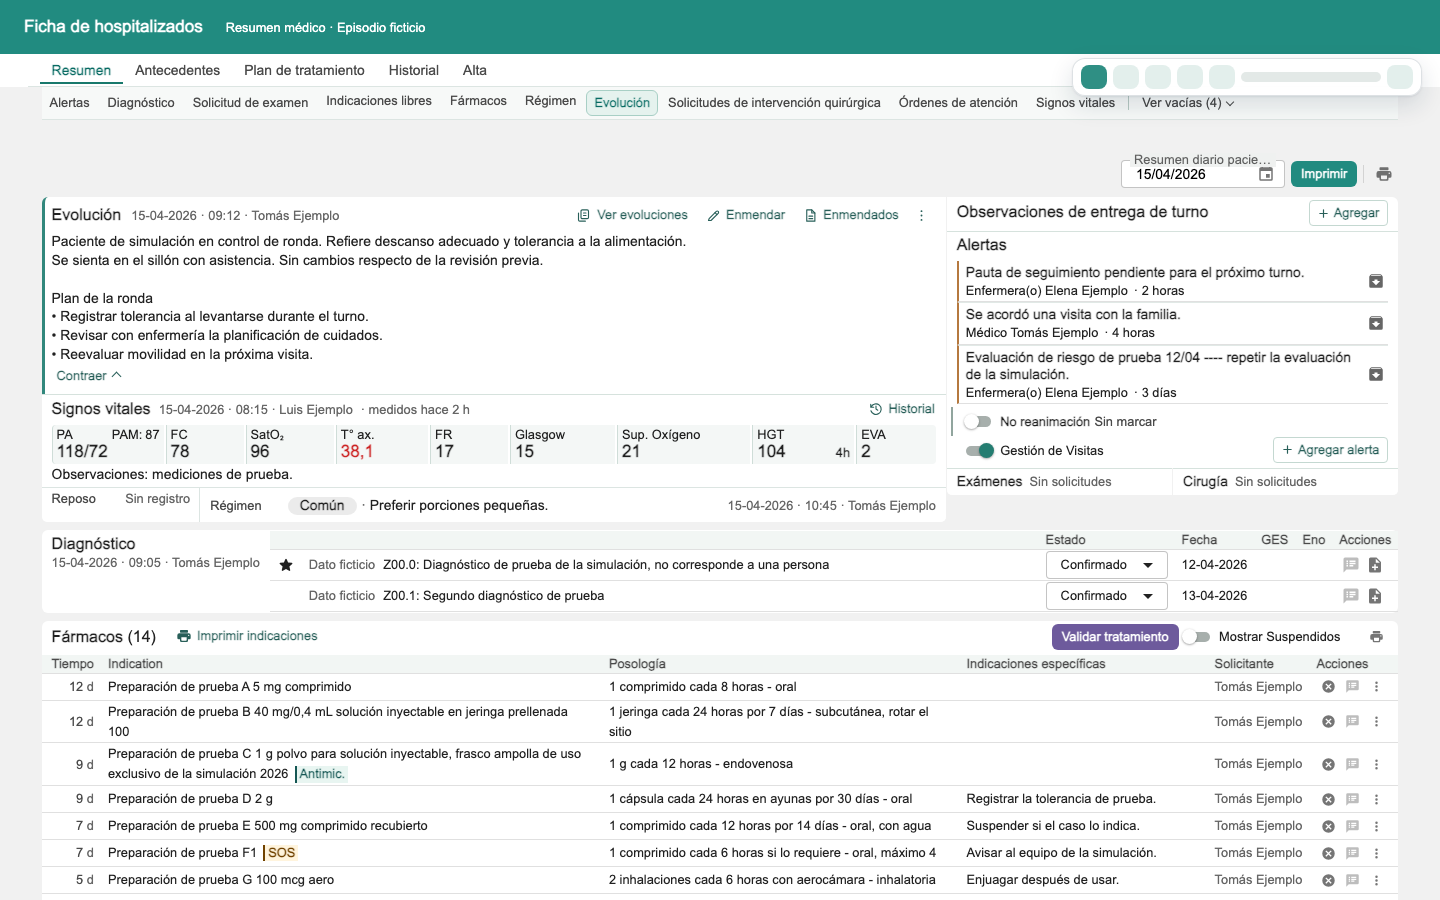 Ficha de hospitalizados
Resumen médico · Episodio ficticio
Resumen
Antecedentes
Plan de tratamiento
Historial
Alta
Alertas
Diagnóstico
Solicitud de examen
Indicaciones libres
Fármacos
Régimen
Evolución
Solicitudes de intervención quirúrgica
Órdenes de atención
Signos vitales
Ver vacías (4)
Resumen diario pacie...
15/04/2026
Imprimir
Evolución 15-04-2026 · 09:12 · Tomás Ejemplo
Ver evoluciones
Enmendar
Enmendados
Paciente de simulación en control de ronda. Refiere descanso adecuado y tolerancia a la alimentación.
Se sienta en el sillón con asistencia. Sin cambios respecto de la revisión previa.
Plan de la ronda
• Registrar tolerancia al levantarse durante el turno.
• Revisar con enfermería la planificación de cuidados.
• Reevaluar movilidad en la próxima visita.
Contraer
Signos vitales 15-04-2026 · 08:15 · Luis Ejemplo · medidos hace 2 h
Historial
PA PAM: 87 FC SatO₂ T° ax. FR Glasgow Sup. Oxígeno HGT EVA
118/72 78 96 38,1 17 15 21 104 4h 2
Observaciones: mediciones de prueba.
Reposo Sin registro
Régimen Común · Preferir porciones pequeñas. 15-04-2026 · 10:45 · Tomás Ejemplo
Observaciones de entrega de turno
+ Agregar
Alertas
Pauta de seguimiento pendiente para el próximo turno.
Enfermera(o) Elena Ejemplo · 2 horas
Se acordó una visita con la familia.
Médico Tomás Ejemplo · 4 horas
Evaluación de riesgo de prueba 12/04 ---- repetir la evaluación
de la simulación.
Enfermera(o) Elena Ejemplo · 3 días
No reanimación Sin marcar
Gestión de Visitas
+ Agregar alerta
Exámenes Sin solicitudes
Cirugía Sin solicitudes
Diagnóstico
15-04-2026 · 09:05 · Tomás Ejemplo
Estado Fecha GES Eno Acciones
Dato ficticio Z00.0: Diagnóstico de prueba de la simulación, no corresponde a una persona Confirmado 12-04-2026
Dato ficticio Z00.1: Segundo diagnóstico de prueba Confirmado 13-04-2026
Fármacos (14)
Imprimir indicaciones
Validar tratamiento
Mostrar Suspendidos
Tiempo Indication Posología Indicaciones específicas Solicitante Acciones
12 d Preparación de prueba A 5 mg comprimido 1 comprimido cada 8 horas - oral Tomás Ejemplo
12 d Preparación de prueba B 40 mg/0,4 mL solución inyectable en jeringa prellenada
100 1 jeringa cada 24 horas por 7 días - subcutánea, rotar el
sitio Tomás Ejemplo
9 d Preparación de prueba C 1 g polvo para solución inyectable, frasco ampolla de uso
exclusivo de la simulación 2026 Antimic. 1 g cada 12 horas - endovenosa Tomás Ejemplo
9 d Preparación de prueba D 2 g 1 cápsula cada 24 horas en ayunas por 30 días - oral Registrar la tolerancia de prueba. Tomás Ejemplo
7 d Preparación de prueba E 500 mg comprimido recubierto 1 comprimido cada 12 horas por 14 días - oral, con agua Suspender si el caso lo indica. Tomás Ejemplo
7 d Preparación de prueba F1 SOS 1 comprimido cada 6 horas si lo requiere - oral, máximo 4 Avisar al equipo de la simulación. Tomás Ejemplo
5 d Preparación de prueba G 100 mcg aero 2 inhalaciones cada 6 horas con aerocámara - inhalatoria Enjuagar después de usar. Tomás Ejemplo